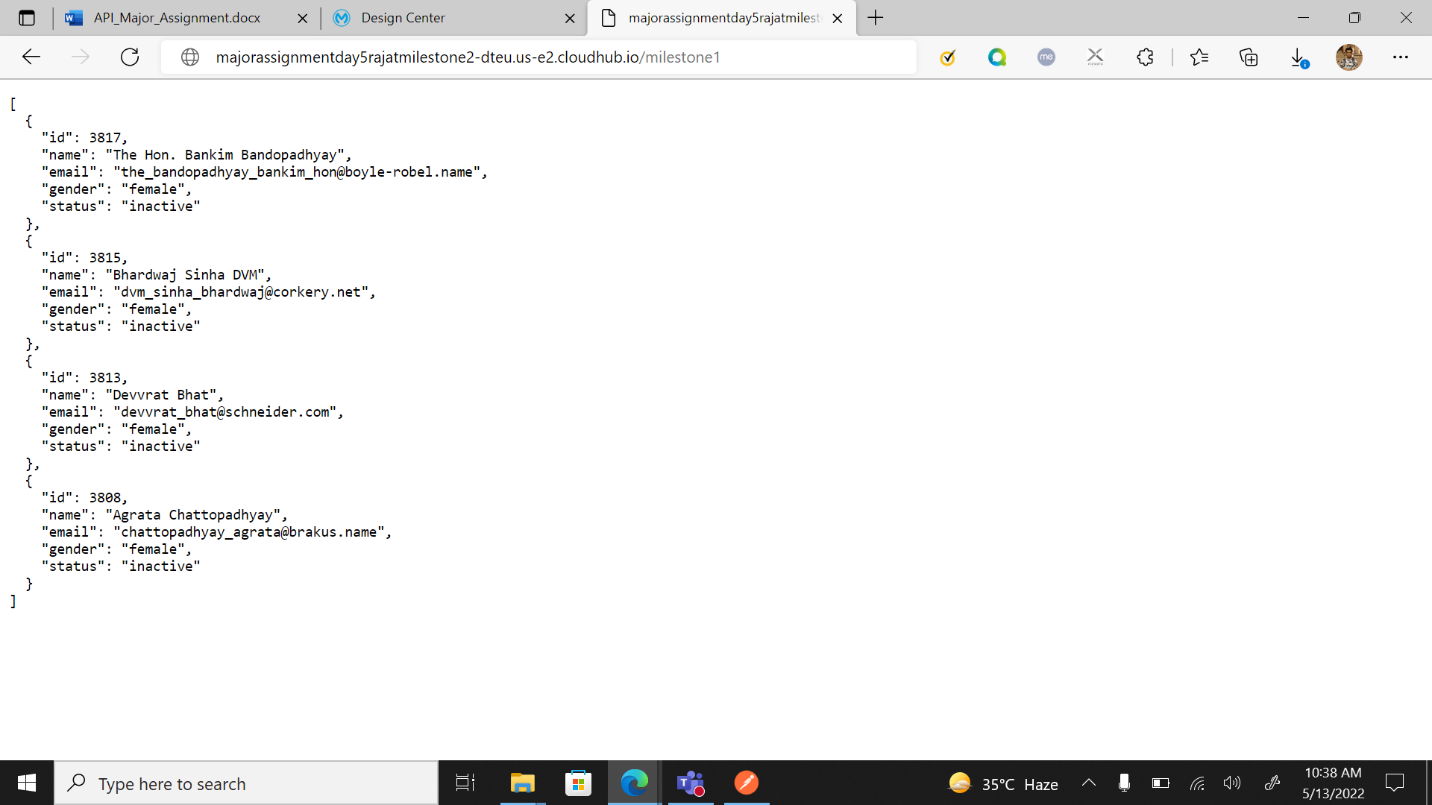 API_Major_Assignment.docx
Design Center
majorassignmentday5rajatmilest
majorassignmentday5rajatmilestone2-dteu.us-e2.cloudhub.io/milestone1
me
[
{
"id": 3817,
"name": "The Hon. Bankim Bandopadhyay",
"email": "the_bandopadhyay_bankim_hon@boyle-robel.name",
"gender": "female",
"status": "inactive"
},
{
"id": 3815,
"name": "Bhardwaj Sinha DVM",
"email": "dvm_sinha_bhardwaj@corkery.net",
"gender": "female",
"status": "inactive"
},
{
"id": 3813,
"name": "Devvrat Bhat",
"email": "devvrat_bhat@schneider.com",
"gender": "female",
"status": "inactive"
},
{
"id": 3808,
"name": "Agrata Chattopadhyay",
"email": "chattopadhyay_agrata@brakus.name",
"gender": "female",
"status": "inactive"
}
]
Type here to search
35°C Haze
10:38 AM
5/13/2022